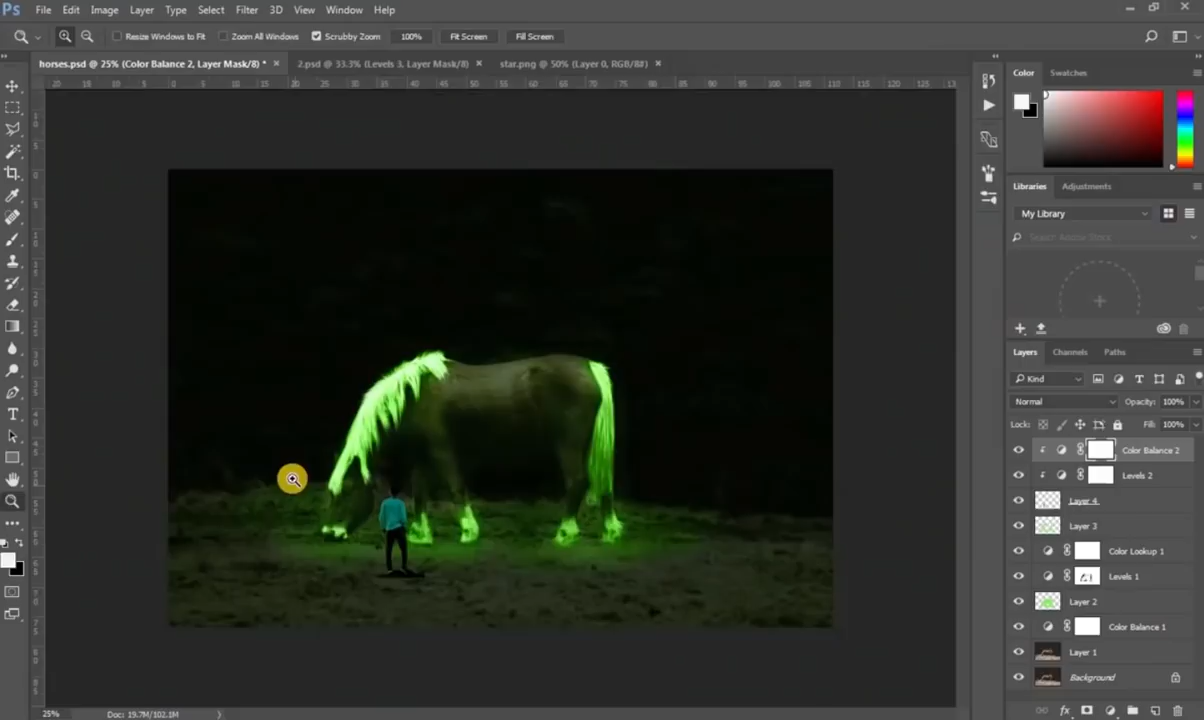 Ps File Edit Image Layer Type Select Filter 3D View Window Help
Resize Windows to Fit Zoom All Windows Scrubby Zoom 100% Fit Screen Fill Screen
horses.psd @ 25% (Color Balance 2, Layer Mask/8) * × 2.psd @ 33.3% (Levels 3, Layer Mask/8) × star.png @ 50% (Layer 0, RGB/8#) ×
Color Swatches
Libraries Adjustments
My Library
Search Adobe Stock
Layers Channels Paths
Kind
Normal Opacity: 100%
Lock: Fill: 100%
Color Balance 2
Levels 2
Layer 4
Layer 3
Color Lookup 1
Levels 1
Layer 2
Color Balance 1
Layer 1
Background
fx
25% Doc: 19.7M/102.1M